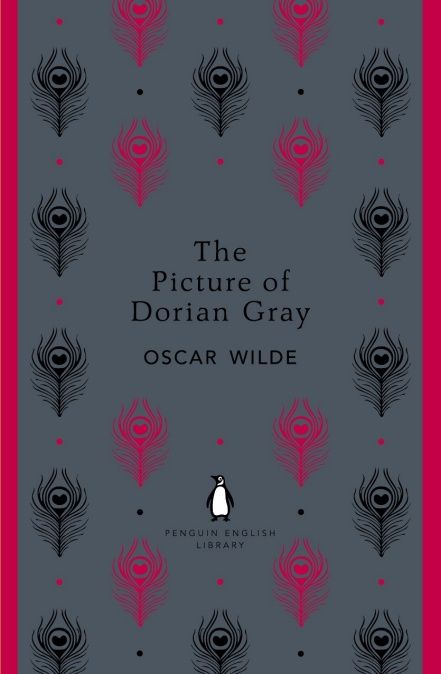 The
Picture of
Dorian Gray
OSCAR WILDE
PENGUIN ENGLISH
LIBRARY